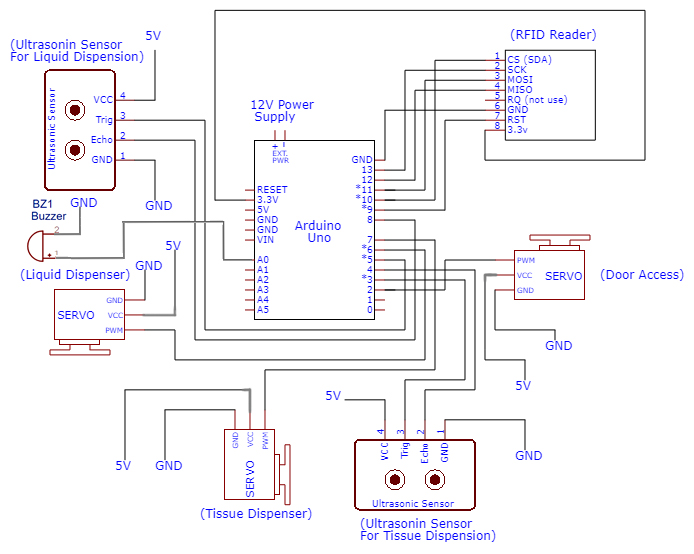 (Ultrasonin Sensor
For Liquid Dispension)
5V
Ultrasonic Sensor
VCC 4
Trig 3
Echo 2
GND 1
GND
BZ1
Buzzer
GND
2
1
(Liquid Dispenser)
GND
5V
SERVO
GND
VCC
PWM
12V Power
Supply
+ -
EXT.
PWR
Arduino
Uno
RESET
3.3V
5V
GND
GND
VIN
A0
A1
A2
A3
A4
A5
GND
13
12
*11
*10
*9
8
7
*6
*5
4
*3
2
1
0
(RFID Reader)
1 CS (SDA)
2 SCK
3 MOSI
4 MISO
5 RQ (not use)
6 GND
7 RST
8 3.3v
PWM
VCC
GND
SERVO
(Door Access)
GND
5V
5V
GND
GND
VCC
PWM
SERVO
(Tissue Dispenser)
5V
4
3
2
1
VCC
Trig
Echo
GND
GND
Ultrasonic Sensor
(Ultrasonin Sensor
For Tissue Dispension)